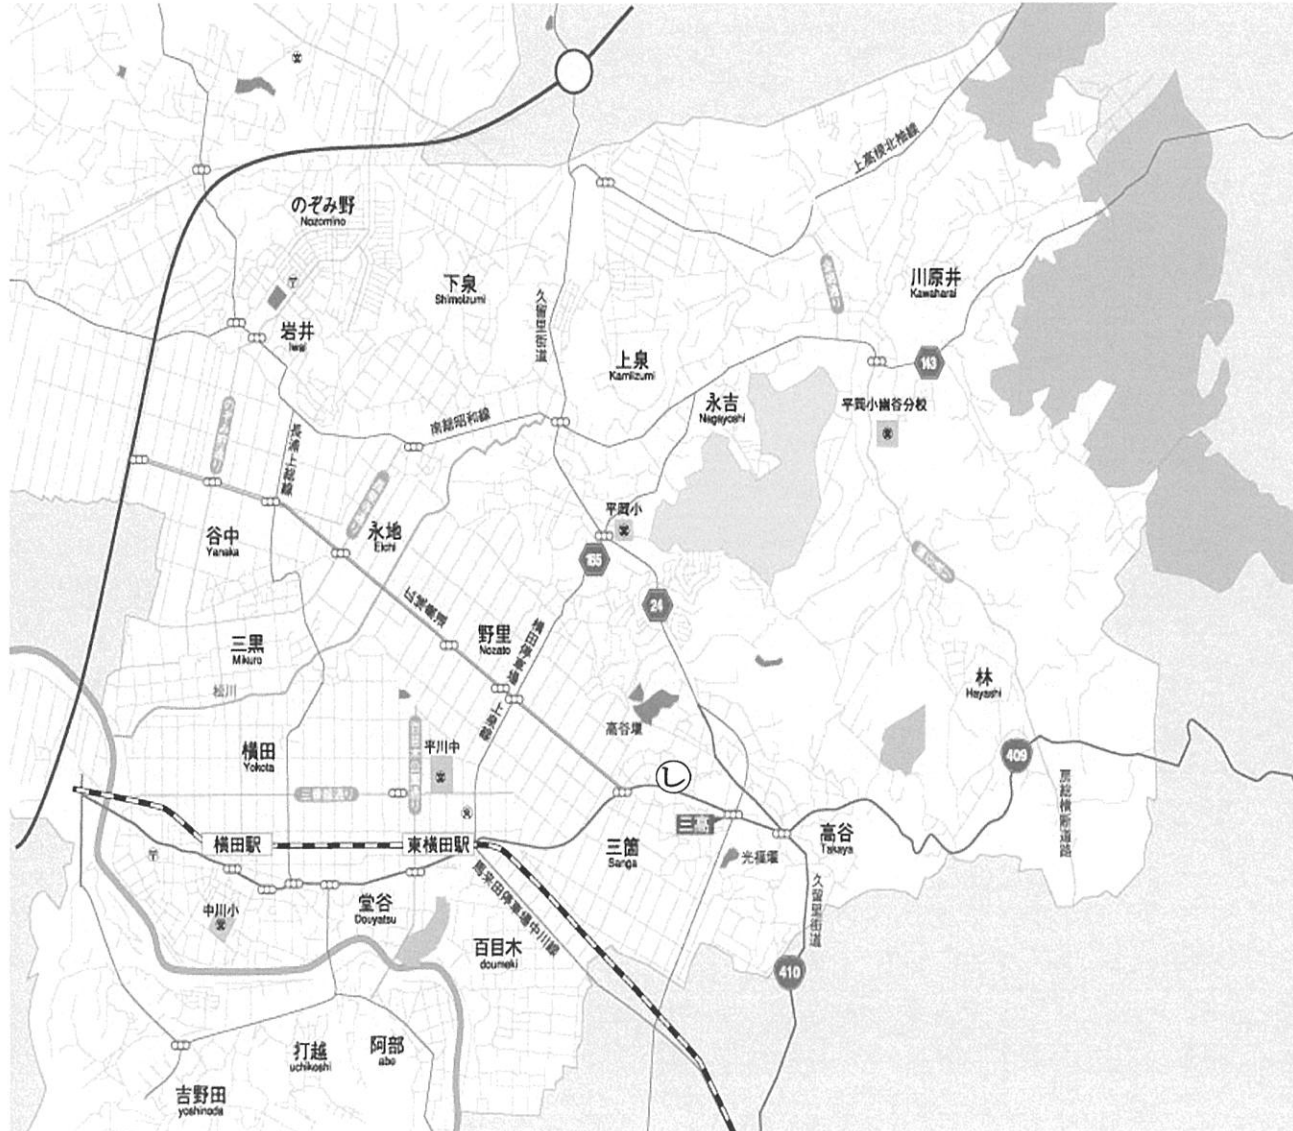 上高根北袖線
のぞみ野
Nozomino
川原井
Kawaharai
下泉
Shimoizumi
久留里街道
岩井
Iwai
上泉
Kamiizumi
143
永吉
Nagayoshi
平岡小幽谷分校
南総昭和線
長浦上総線
平岡小
谷中
Yanaka
永地
Eichi
165
24
野里
Nozato
横田停車場
上泉線
三黒
Mikuro
松川
林
Hayashi
高谷堰
横田
Yokota
平川中
409
房総横断道路
し
三箇
Sanga
高谷
Takaya
横田駅
東横田駅
光福堰
馬来田停車場中川線
久留里街道
中川小
堂谷
Douyatsu
百目木
doumeki
410
打越
uchikoshi
阿部
abe
吉野田
yoshinoda